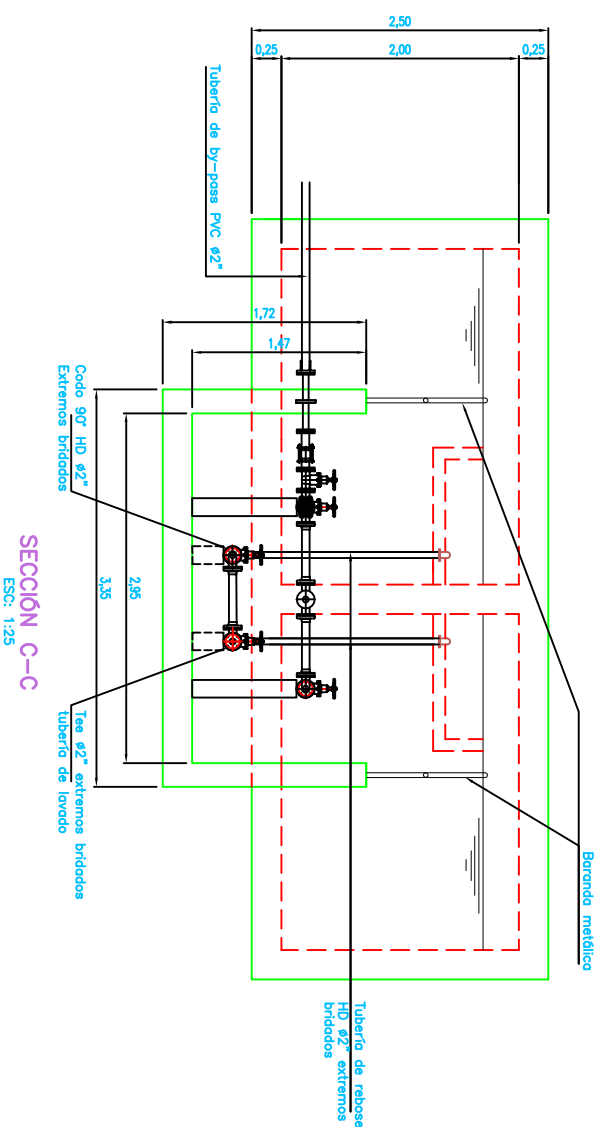 2,50
0,25
2,00
0,25
Tubería de by-pass PVC ø2"
1,72
1,47
Codo 90° HD ø2"
Extremos bridados
2,95
3,35
Tee ø2" extremos bridados
tubería de lavado
Baranda metálica
Tubería de rebose
HD ø2" extremos
bridados
SECCIÓN C-C
ESC: 1:25